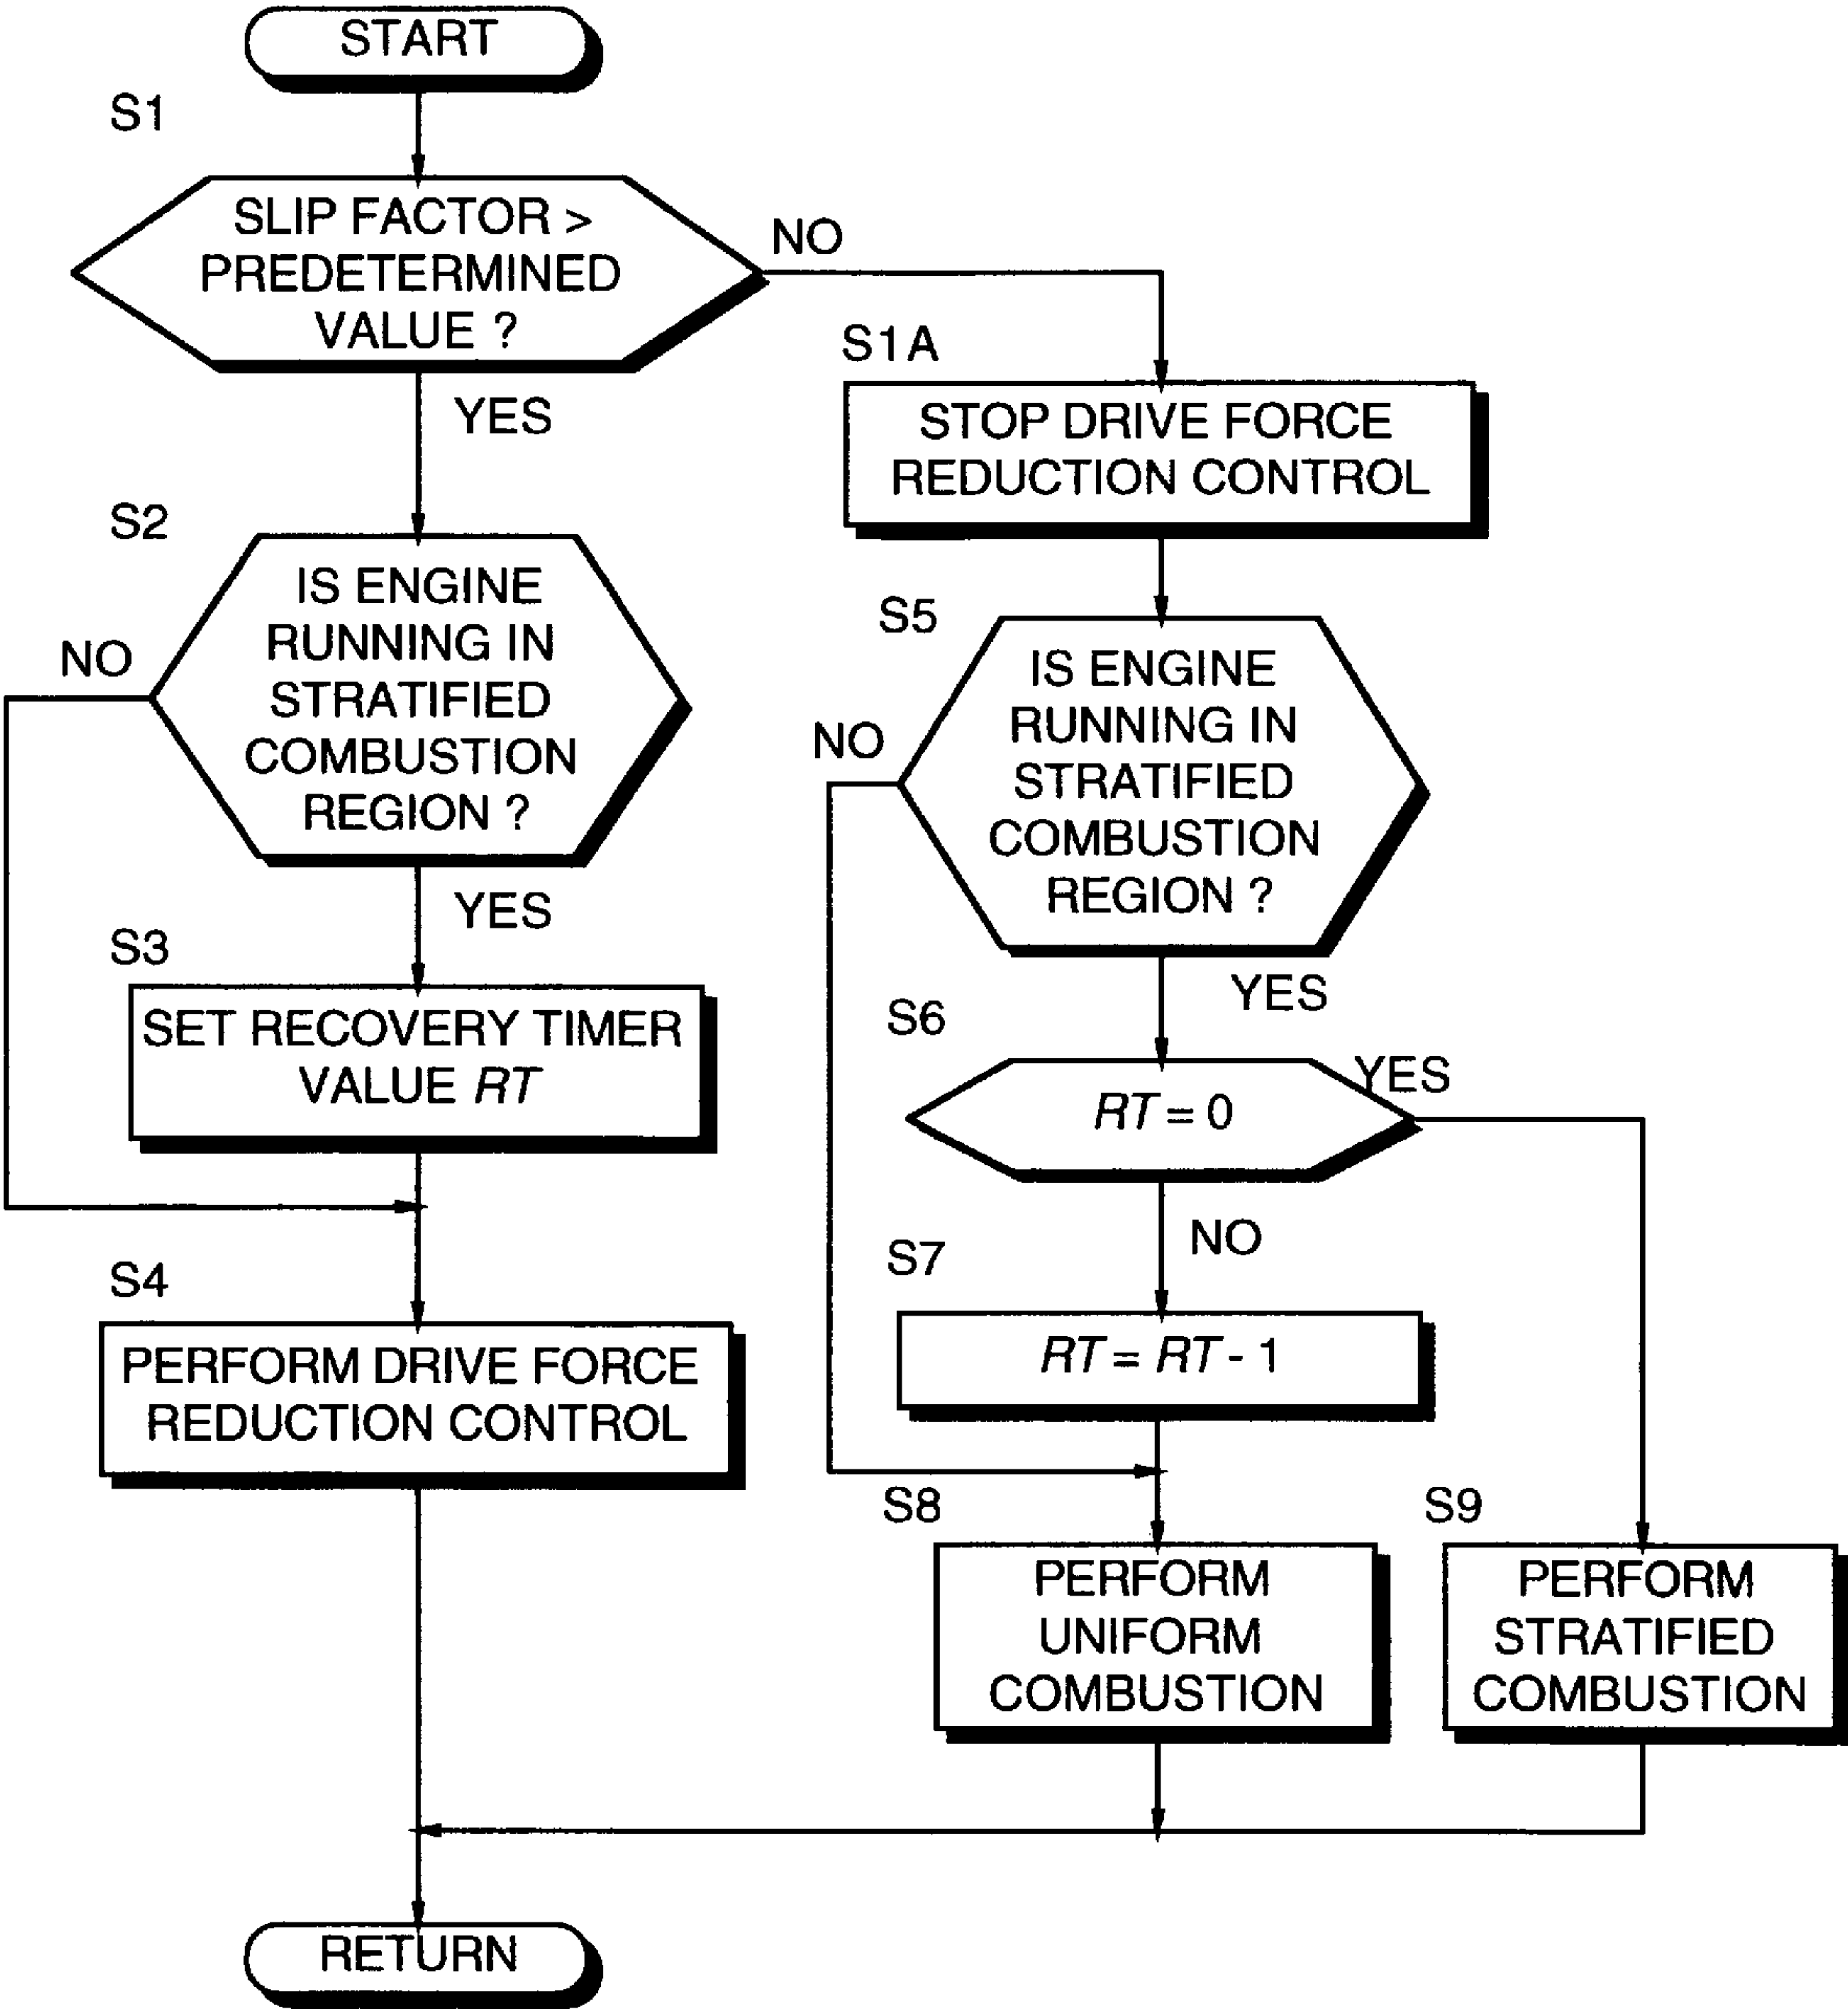 START
S1
SLIP FACTOR >
PREDETERMINED
VALUE ?
NO
YES
S1A
STOP DRIVE FORCE
REDUCTION CONTROL
S2
IS ENGINE
RUNNING IN
STRATIFIED
COMBUSTION
REGION ?
NO
YES
S3
SET RECOVERY TIMER
VALUE RT
S4
PERFORM DRIVE FORCE
REDUCTION CONTROL
S5
IS ENGINE
RUNNING IN
STRATIFIED
COMBUSTION
REGION ?
NO
YES
S6
RT = 0
YES
NO
S7
RT = RT - 1
S8
PERFORM
UNIFORM
COMBUSTION
S9
PERFORM
STRATIFIED
COMBUSTION
RETURN